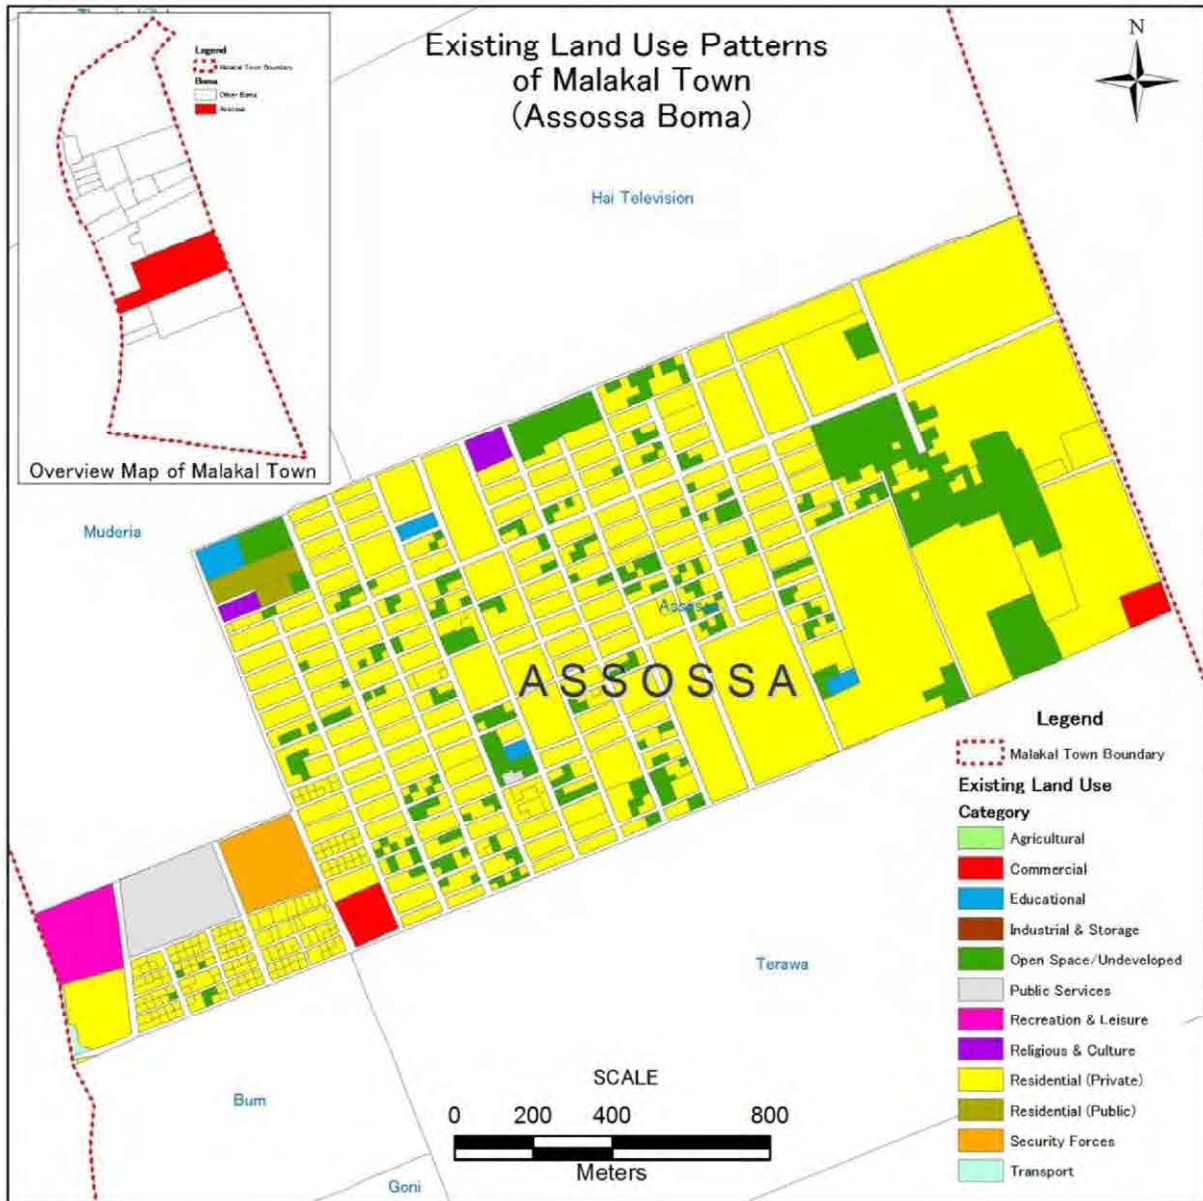 Legend
Malakal Town Boundary
Boma
Other Boma
Assossa
Overview Map of Malakal Town
Existing Land Use Patterns
of Malakal Town
(Assossa Boma)
N
Hai Television
Muderia
Assossa
ASSOSSA
Terawa
Bum
Goni
SCALE
0 200 400 800
Meters
Legend
Malakal Town Boundary
Existing Land Use
Category
Agricultural
Commercial
Educational
Industrial & Storage
Open Space/Undeveloped
Public Services
Recreation & Leisure
Religious & Culture
Residential (Private)
Residential (Public)
Security Forces
Transport